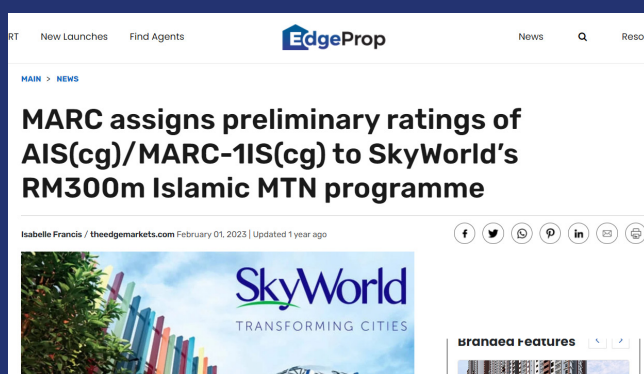 RT New Launches Find Agents EdgeProp News Reso
MAIN > NEWS
MARC assigns preliminary ratings of
AIS(cg)/MARC-1IS(cg) to SkyWorld's
RM300m Islamic MTN programme
Isabelle Francis / theedgemarkets.com February 01, 2023 | Updated 1 year ago
SkyWorld
TRANSFORMING CITIES
Branded Features